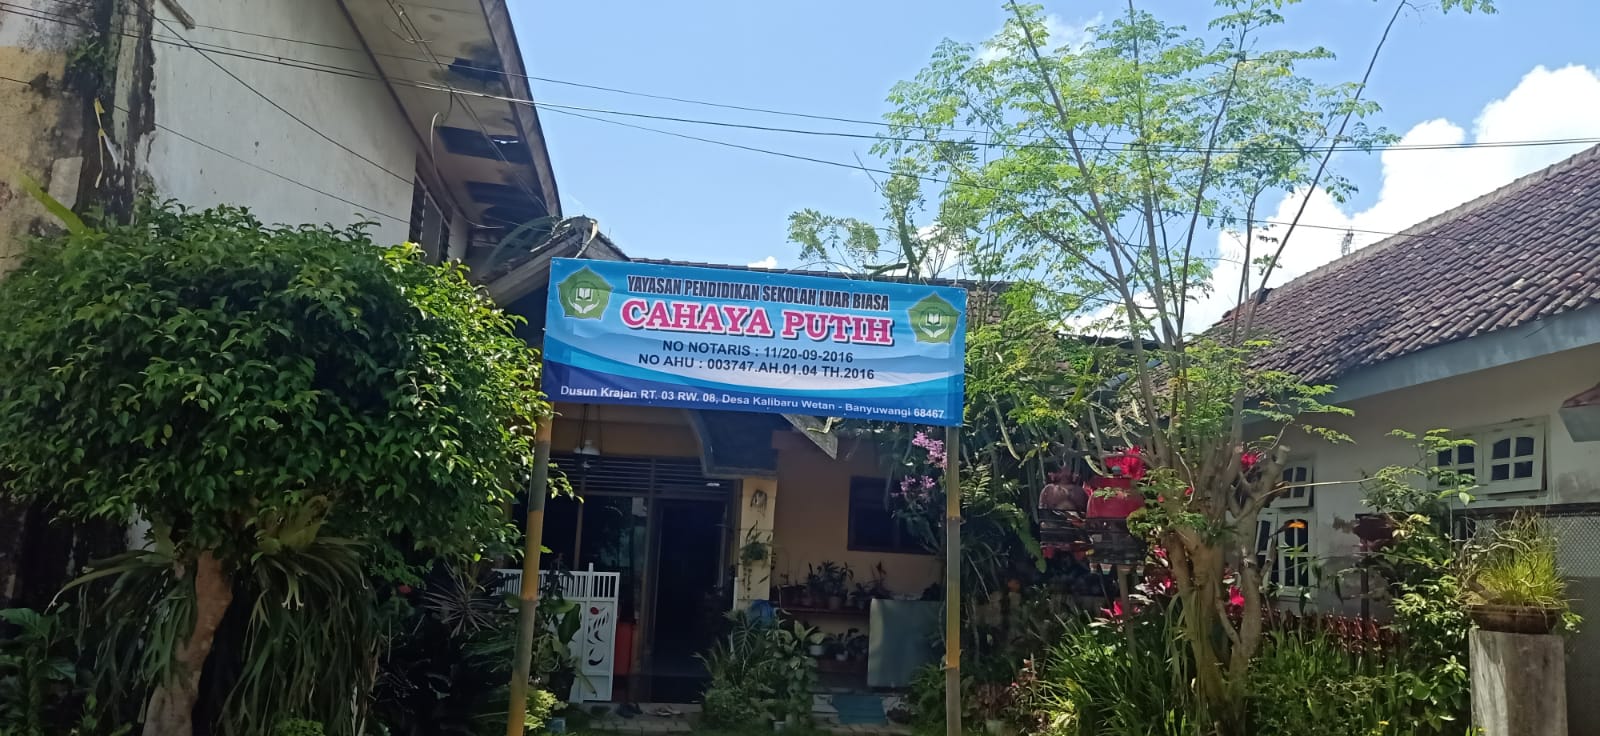 YAYASAN PENDIDIKAN SEKOLAH LUAR BIASA
CAHAYA PUTIH
NO NOTARIS : 11/20-09-2016
NO AHU : 003747.AH.01.04 TH.2016
Dusun Krajan RT. 03 RW. 08, Desa Kalibaru Wetan - Banyuwangi 68467